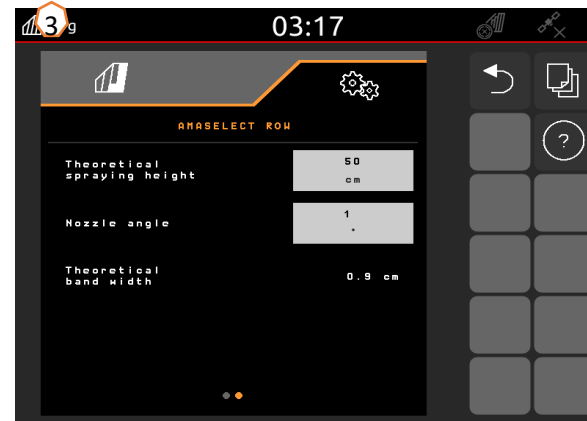 3 g
03:17
AMASELECT ROW
Theoretical
spraying height
50
cm
Nozzle angle
1
°
Theoretical
band width
0.9 cm
?